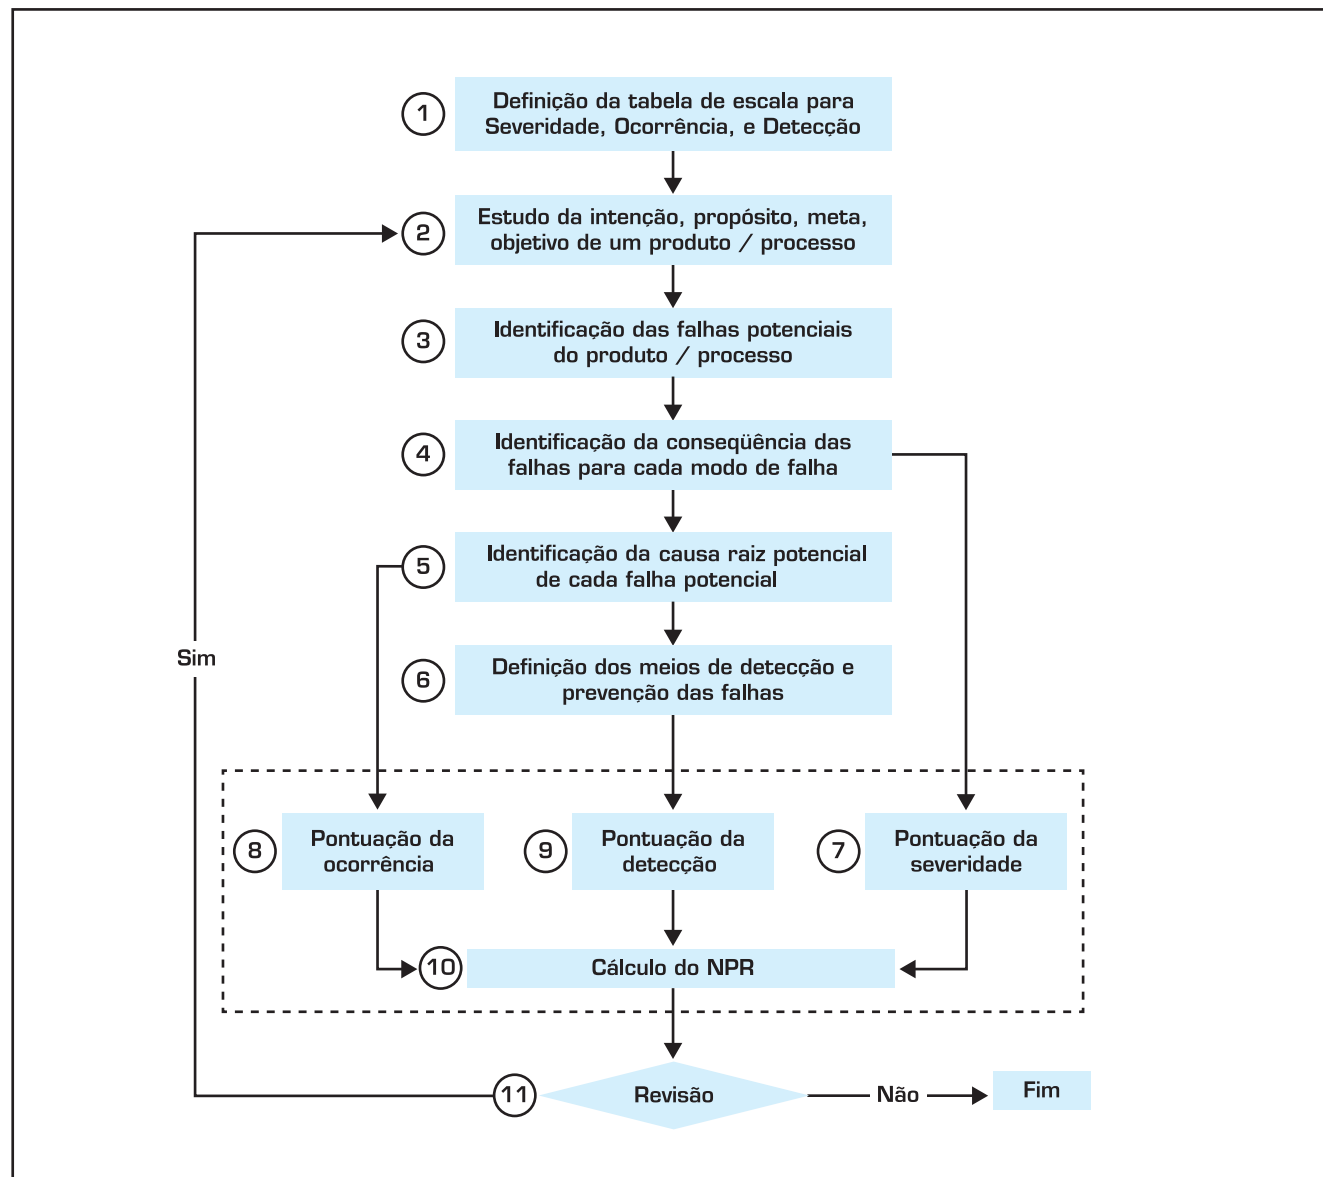 1
Definição da tabela de escala para
Severidade, Ocorrência, e Detecção
2
Estudo da intenção, propósito, meta,
objetivo de um produto / processo
3
Identificação das falhas potenciais
do produto / processo
4
Identificação da conseqüência das
falhas para cada modo de falha
5
Identificação da causa raiz potencial
de cada falha potencial
Sim
6
Definição dos meios de detecção e
prevenção das falhas
8
Pontuação da
ocorrência
9
Pontuação da
detecção
7
Pontuação da
severidade
10
Cálculo do NPR
11
Revisão
Não
Fim